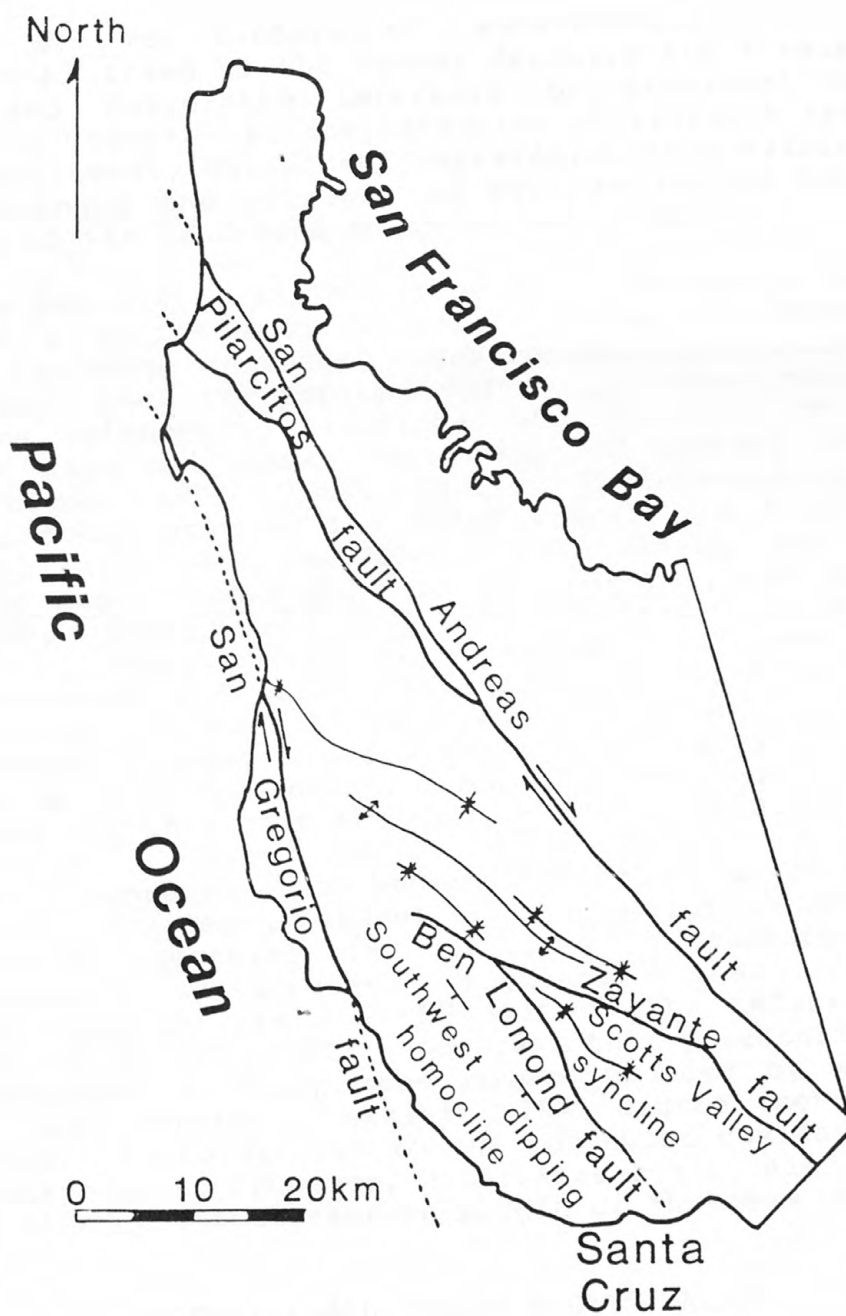 North
San Francisco Bay
Pacific
Ocean
San Andreas fault
Pilarcitos fault
San Gregorio fault
Zayante fault
Ben Lomond fault
Scotts Valley
syncline
Southwest
dipping
homocline
0 10 20km
Santa
Cruz